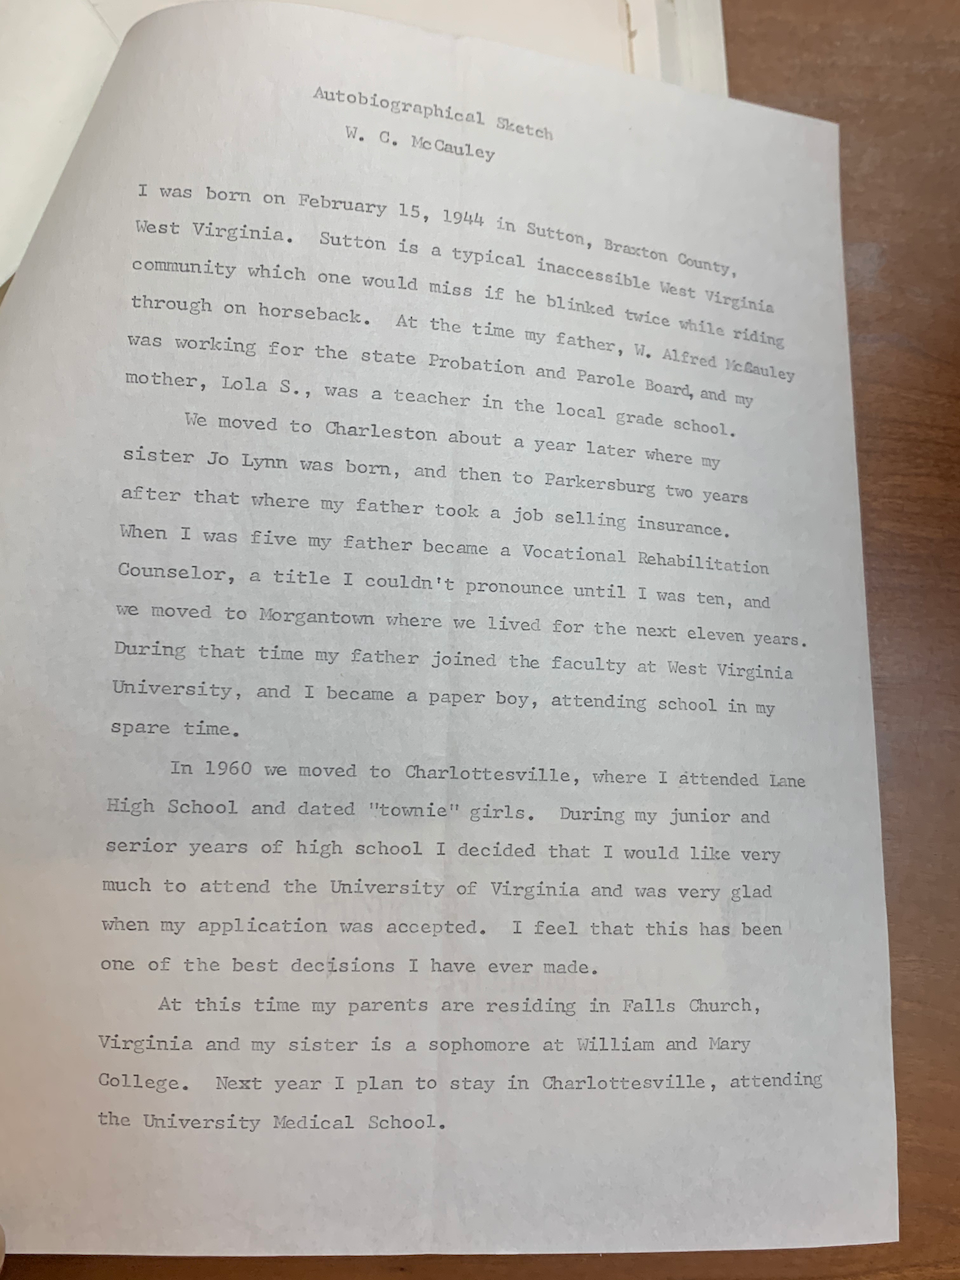 Autobiographical Sketch
W. C. McCauley
I was born on February 15, 1944 in Sutton, Braxton County,
West Virginia. Sutton is a typical inaccessible West Virginia
community which one would miss if he blinked twice while riding
through on horseback. At the time my father, W. Alfred McCauley
was working for the state Probation and Parole Board, and my
mother, Lola S., was a teacher in the local grade school.
We moved to Charleston about a year later where my
sister Jo Lynn was born, and then to Parkersburg two years
after that where my father took a job selling insurance.
When I was five my father became a Vocational Rehabilitation
Counselor, a title I couldn't pronounce until I was ten, and
we moved to Morgantown where we lived for the next eleven years.
During that time my father joined the faculty at West Virginia
University, and I became a paper boy, attending school in my
spare time.
In 1960 we moved to Charlottesville, where I attended Lane
High School and dated "townie" girls. During my junior and
serior years of high school I decided that I would like very
much to attend the University of Virginia and was very glad
when my application was accepted. I feel that this has been
one of the best decisions I have ever made.
At this time my parents are residing in Falls Church,
Virginia and my sister is a sophomore at William and Mary
College. Next year I plan to stay in Charlottesville, attending
the University Medical School.